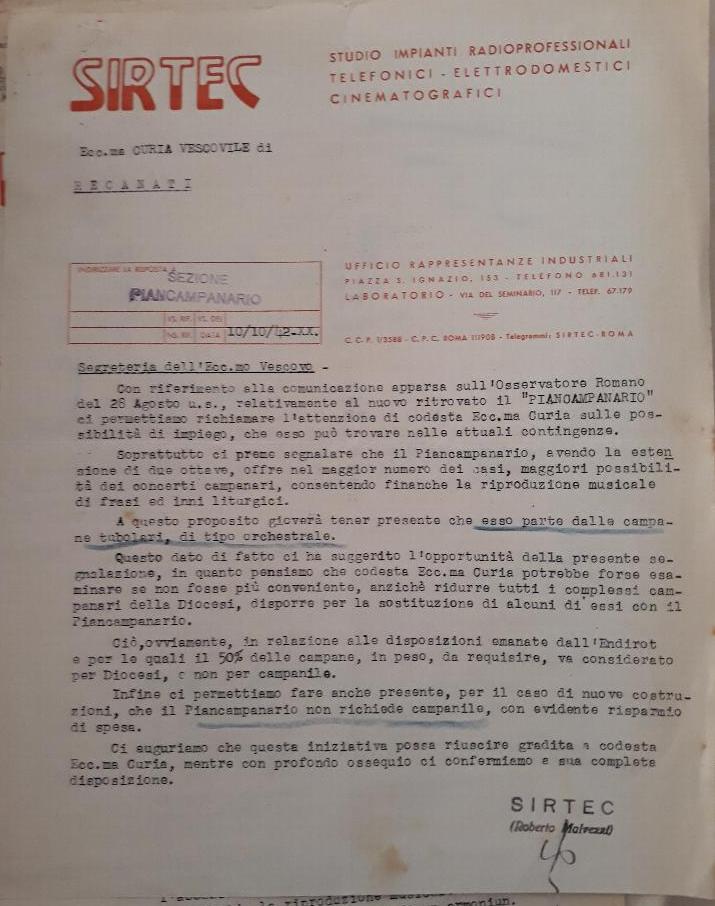 SIRTEC
STUDIO IMPIANTI RADIOPROFESSIONALI
TELEFONICI - ELETTRODOMESTICI
CINEMATOGRAFICI
Ecc.ma CURIA VESCOVILE di
RECANATI
INDIRIZZARE LA RISPOSTA A
SEZIONE
PIANCAMPANARIO
VS. RIF. VS. DEL
NS. RIF. DATA 10/10/42-XX.
UFFICIO RAPPRESENTANZE INDUSTRIALI
PIAZZA S. IGNAZIO, 153 - TELEFONO 681.131
LABORATORIO - VIA DEL SEMINARIO, 117 - TELEF. 67.179
C. C. P. 1/3588 - C. P. C. ROMA 111908 - Telegrammi: SIRTEC-ROMA
Segreteria dell'Ecc.mo Vescovo -
Con riferimento alla comunicazione apparsa sull'Osservatore Romano
del 26 Agosto u.s., relativamente al nuovo ritrovato il "PIANCAMPANARIO"
ci permettiamo richiamare l'attenzione di codesta Ecc.ma Curia sulle pos-
sibilità di impiego, che esso può trovare nelle attuali contingenze.
Soprattutto ci preme segnalare che il Piancampanario, avendo la esten
sione di due ottave, offre nel maggior numero dei casi, maggiori possibili-
tà dei concerti campanari, consentendo finanche la riproduzione musicale
di frasi ed inni liturgici.
A questo proposito gioverà tener presente che esso parte dalle campa-
ne tubolari, di tipo orchestrale.
Questo dato di fatto ci ha suggerito l'opportunità della presente se-
gnalazione, in quanto pensiamo che codesta Ecc.ma Curia potrebbe forse esa-
minare se non fosse più conveniente, anzichè ridurre tutti i complessi cam-
panari della Diocesi, disporre per la sostituzione di alcuni di essi con il
Piancampanario.
Ciò,ovviamente, in relazione alle disposizioni emanate dall'Endirot
e per le quali il 50% delle campane, in peso, da requisire, va considerato
per Diocesi, e non per campanile.
Infine ci permettiamo fare anche presente, per il caso di nuove costru-
zioni, che il Piancampanario non richiede campanile, con evidente risparmio
di spesa.
Ci auguriamo che questa iniziativa possa riuscire gradita a codesta
Ecc.ma Curia, mentre con profondo ossequio ci confermiamo a sua completa
disposizione.
SIRTEC
(Roberto Malvezzi)